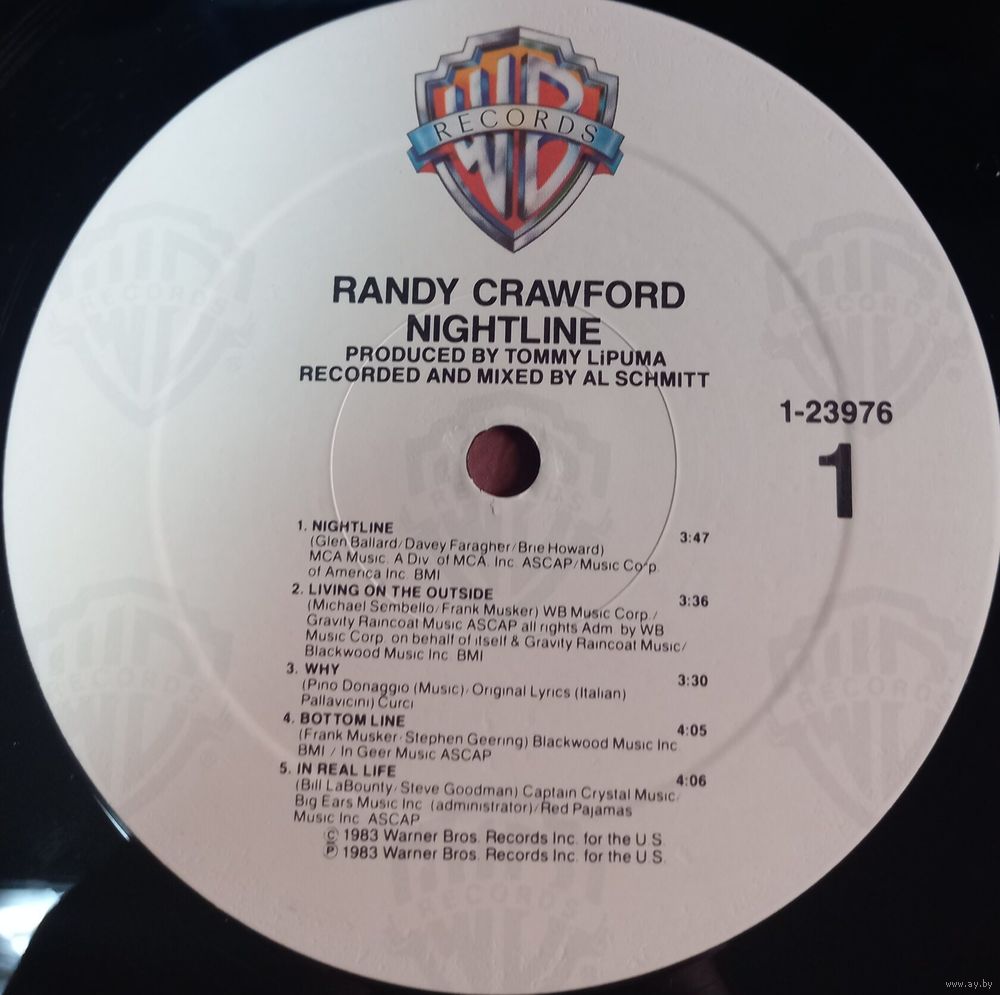 WB
RECORDS
RANDY CRAWFORD
NIGHTLINE
PRODUCED BY TOMMY LiPUMA
RECORDED AND MIXED BY AL SCHMITT
1-23976
1
1. NIGHTLINE 3:47
(Glen Ballard/Davey Faragher/Brie Howard)
MCA Music. A Div. of MCA. Inc. ASCAP/Music Corp.
of America Inc. BMI
2. LIVING ON THE OUTSIDE 3:36
(Michael Sembello/Frank Musker) WB Music Corp./
Gravity Raincoat Music ASCAP all rights Adm. by WB
Music Corp. on behalf of itself & Gravity Raincoat Music/
Blackwood Music Inc. BMI
3. WHY 3:30
(Pino Donaggio (Music)/Original Lyrics (Italian)
Pallavicini) Curci
4. BOTTOM LINE 4:05
(Frank Musker-Stephen Geering) Blackwood Music Inc
BMI / In Geer Music ASCAP
5. IN REAL LIFE 4:06
(Bill LaBounty/Steve Goodman) Captain Crystal Music/
Big Ears Music Inc. (administrator)/Red Pajamas
Music Inc. ASCAP
© 1983 Warner Bros. Records Inc. for the U.S.
℗ 1983 Warner Bros. Records Inc. for the U.S.
www.ay.by